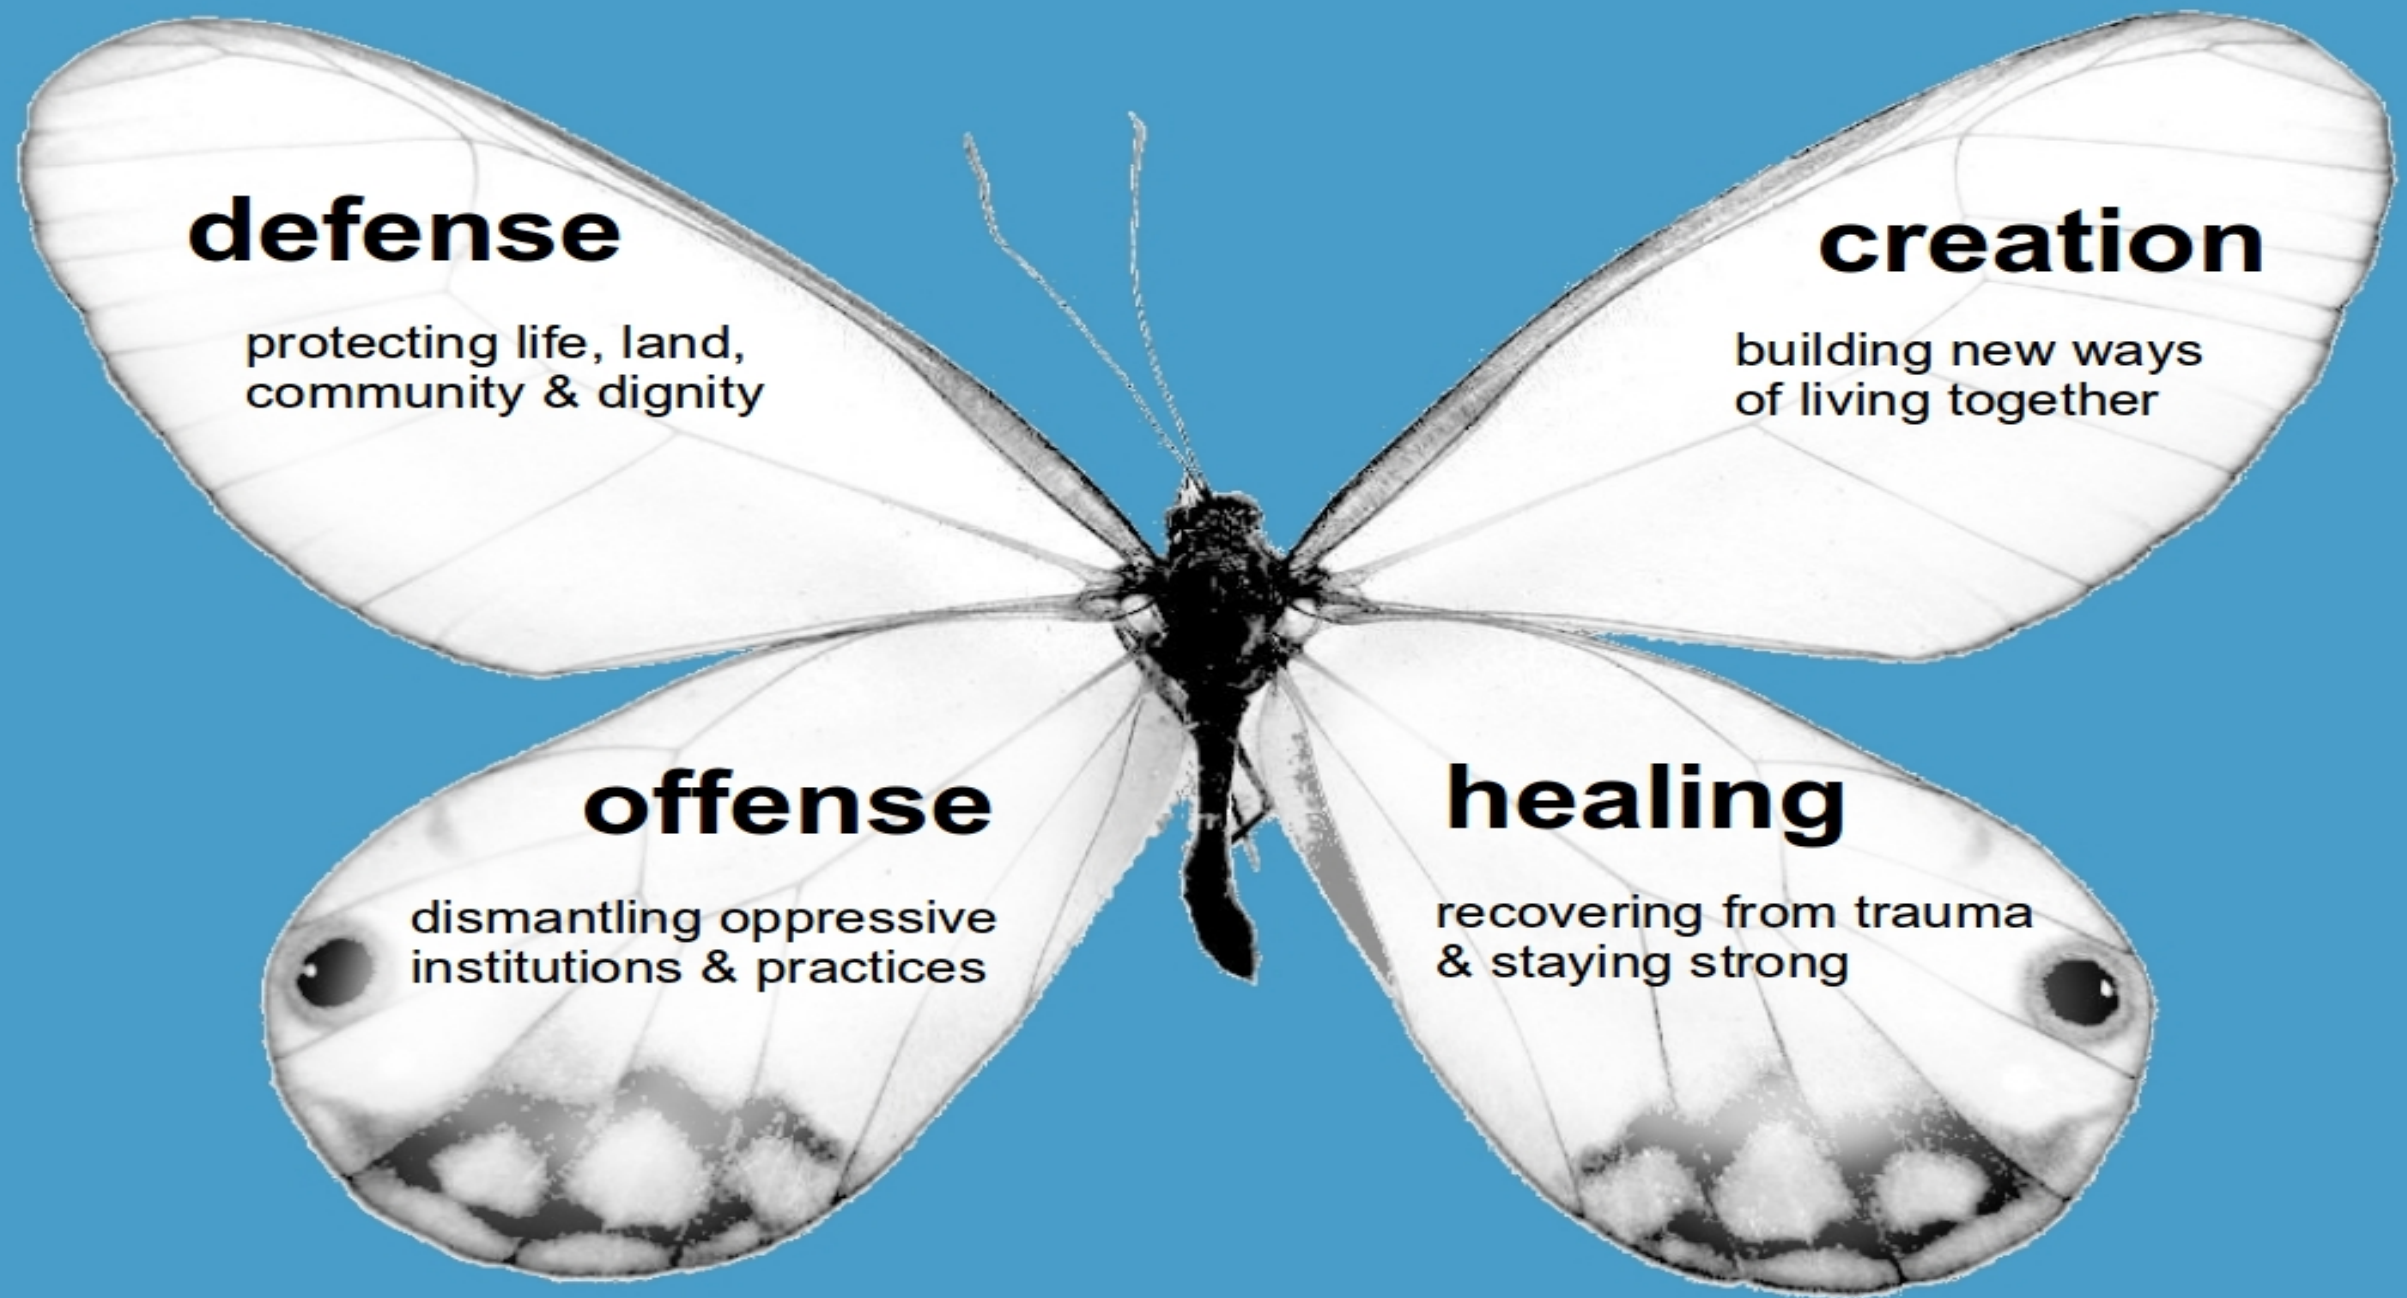 defense
protecting life, land,
community & dignity
creation
building new ways
of living together
offense
dismantling oppressive
institutions & practices
healing
recovering from trauma
& staying strong